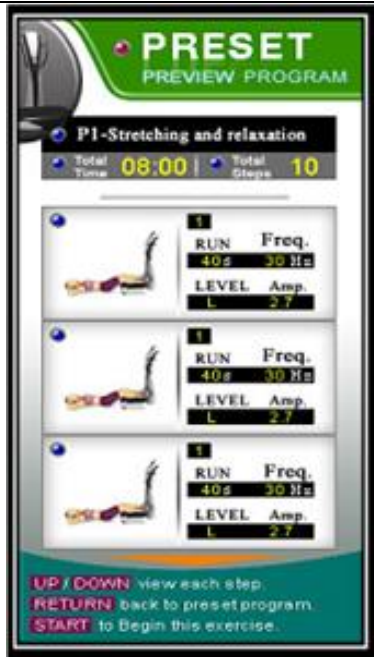 PRESET
PREVIEW PROGRAM
P1-Stretching and relaxation
Total Time 08:00 | Total Steps 10
1
RUN Freq.
40s 30 Hz
LEVEL Amp.
L 2.7
1
RUN Freq.
40s 30 Hz
LEVEL Amp.
L 2.7
1
RUN Freq.
40s 30 Hz
LEVEL Amp.
L 2.7
UP / DOWN view each step.
RETURN back to preset program.
START to Begin this exercise.